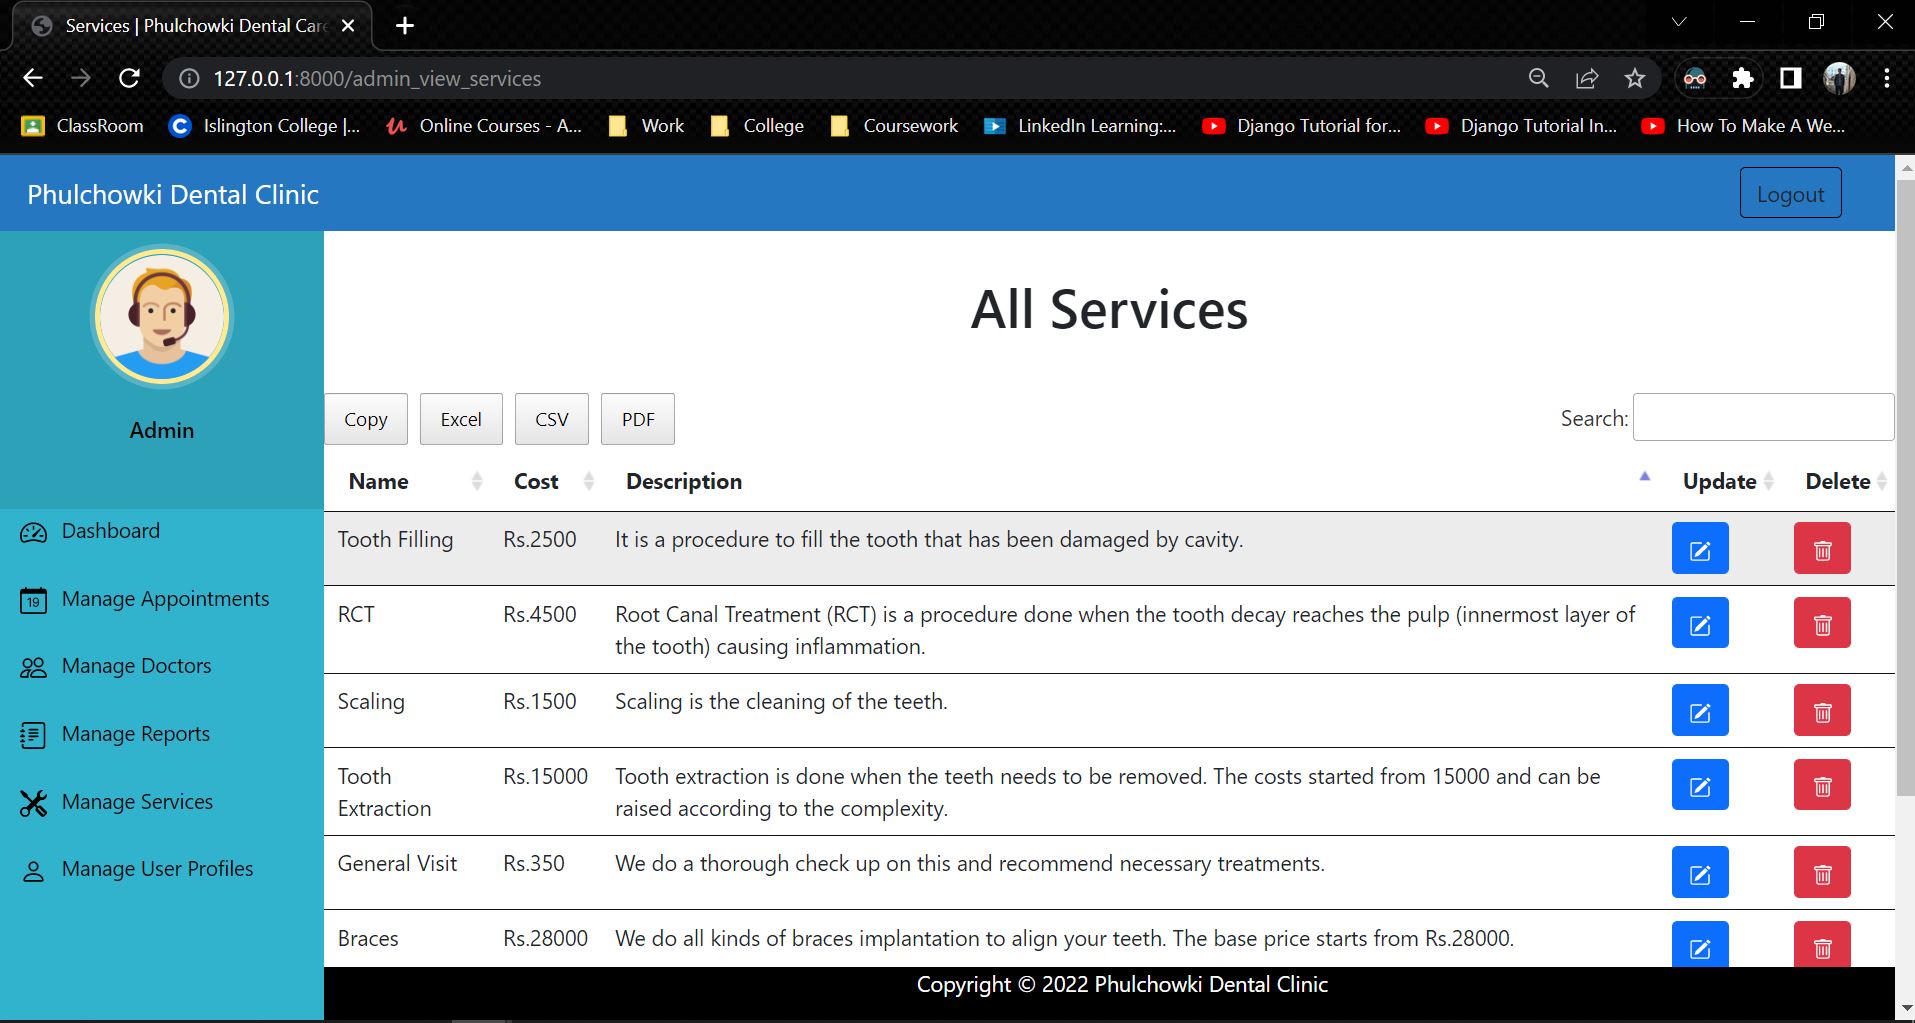 Services | Phulchowki Dental Care
127.0.0.1:8000/admin_view_services
ClassRoom Islington College |... Online Courses - A... Work College Coursework LinkedIn Learning:... Django Tutorial for... Django Tutorial In... How To Make A We...
Phulchowki Dental Clinic Logout
Admin
Dashboard
19 Manage Appointments
Manage Doctors
Manage Reports
Manage Services
Manage User Profiles
All Services
Copy Excel CSV PDF Search:
Name Cost Description Update Delete
Tooth Filling Rs.2500 It is a procedure to fill the tooth that has been damaged by cavity.
RCT Rs.4500 Root Canal Treatment (RCT) is a procedure done when the tooth decay reaches the pulp (innermost layer of
the tooth) causing inflammation.
Scaling Rs.1500 Scaling is the cleaning of the teeth.
Tooth Rs.15000 Tooth extraction is done when the teeth needs to be removed. The costs started from 15000 and can be
Extraction raised according to the complexity.
General Visit Rs.350 We do a thorough check up on this and recommend necessary treatments.
Braces Rs.28000 We do all kinds of braces implantation to align your teeth. The base price starts from Rs.28000.
Copyright © 2022 Phulchowki Dental Clinic